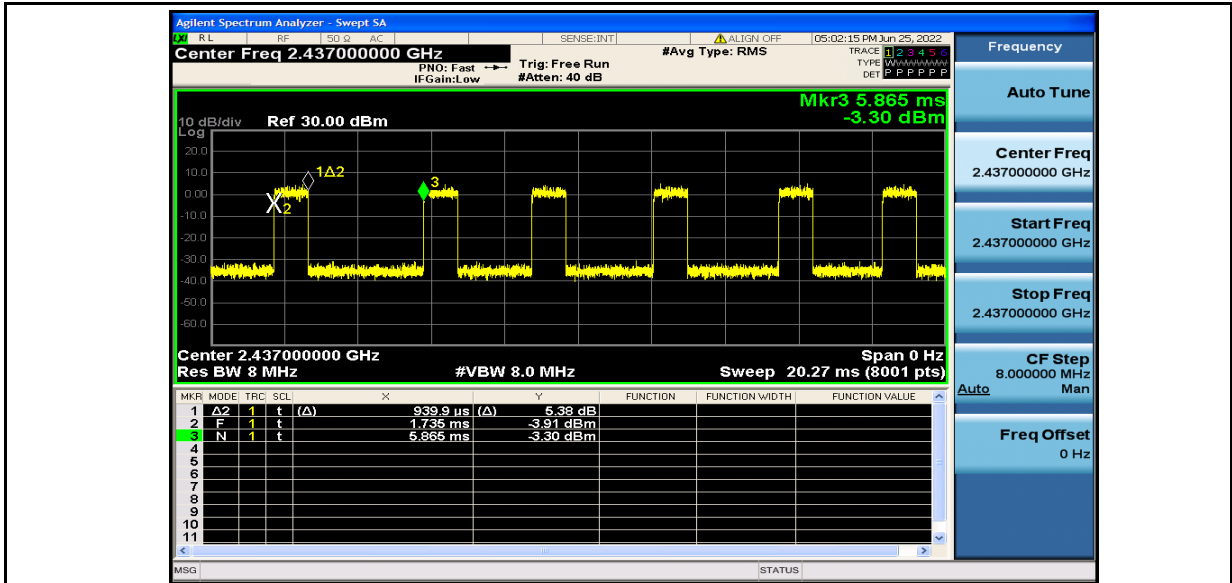 Agilent Spectrum Analyzer - Swept SA
LXI RL RF 50 Ω AC SENSE:INT ALIGN OFF 05:02:15 PM Jun 25, 2022
Center Freq 2.437000000 GHz #Avg Type: RMS TRACE 1 2 3 4 5 6
PNO: Fast Trig: Free Run TYPE WWWWWW
IFGain:Low #Atten: 40 dB DET P P P P P P
Mkr3 5.865 ms
10 dB/div Ref 30.00 dBm -3.30 dBm
Log
20.0
10.0
1Δ2
3
0.00
X2
-10.0
-20.0
-30.0
-40.0
-50.0
-60.0
Center 2.437000000 GHz Span 0 Hz
Res BW 8 MHz #VBW 8.0 MHz Sweep 20.27 ms (8001 pts)
MKR MODE TRC SCL X Y FUNCTION FUNCTION WIDTH FUNCTION VALUE
1 Δ2 1 t (Δ) 939.9 µs (Δ) 5.38 dB
2 F 1 t 1.735 ms -3.91 dBm
3 N 1 t 5.865 ms -3.30 dBm
4
5
6
7
8
9
10
11
MSG STATUS
Frequency
Auto Tune
Center Freq
2.437000000 GHz
Start Freq
2.437000000 GHz
Stop Freq
2.437000000 GHz
CF Step
8.000000 MHz
Auto Man
Freq Offset
0 Hz